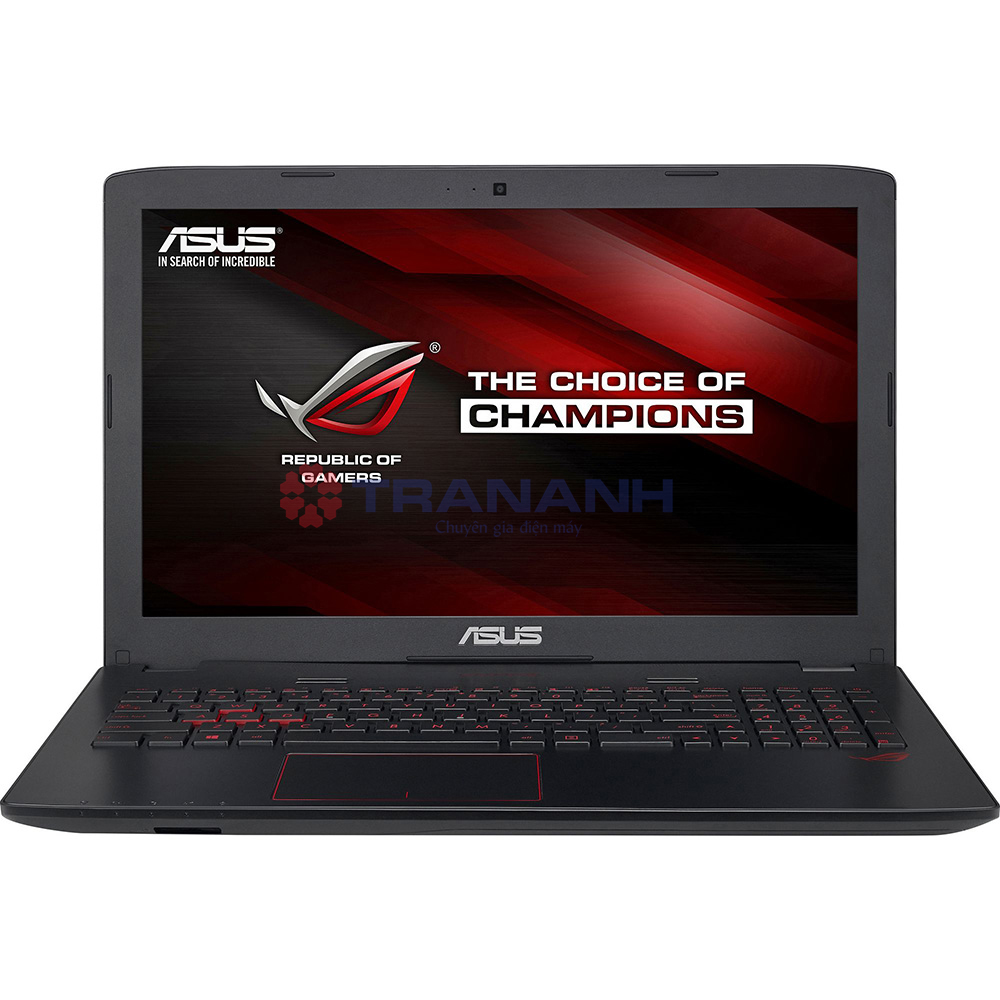 ASUS®
IN SEARCH OF INCREDIBLE
®
THE CHOICE OF
CHAMPIONS
REPUBLIC OF
GAMERS
TRANANH
Chuyên gia điện máy
ASUS